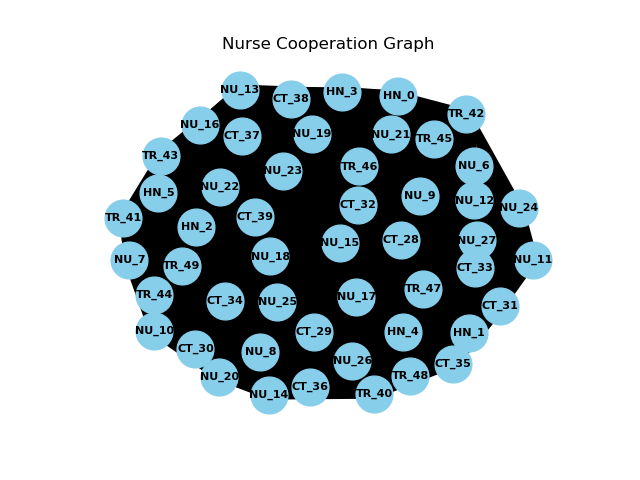 Nurse Cooperation Graph
NU_13
CT_38
HN_3
HN_0
TR_42
NU_16
CT_37
NU_19
NU_21
TR_45
TR_43
NU_23
TR_46
NU_6
HN_5
NU_22
NU_9
NU_12
NU_24
TR_41
HN_2
CT_39
CT_32
NU_15
CT_28
NU_27
NU_7
TR_49
NU_18
CT_33
NU_11
TR_44
CT_34
NU_25
NU_17
TR_47
CT_31
NU_10
CT_29
HN_4
HN_1
CT_30
NU_8
NU_26
CT_35
NU_20
NU_14
CT_36
TR_40
TR_48